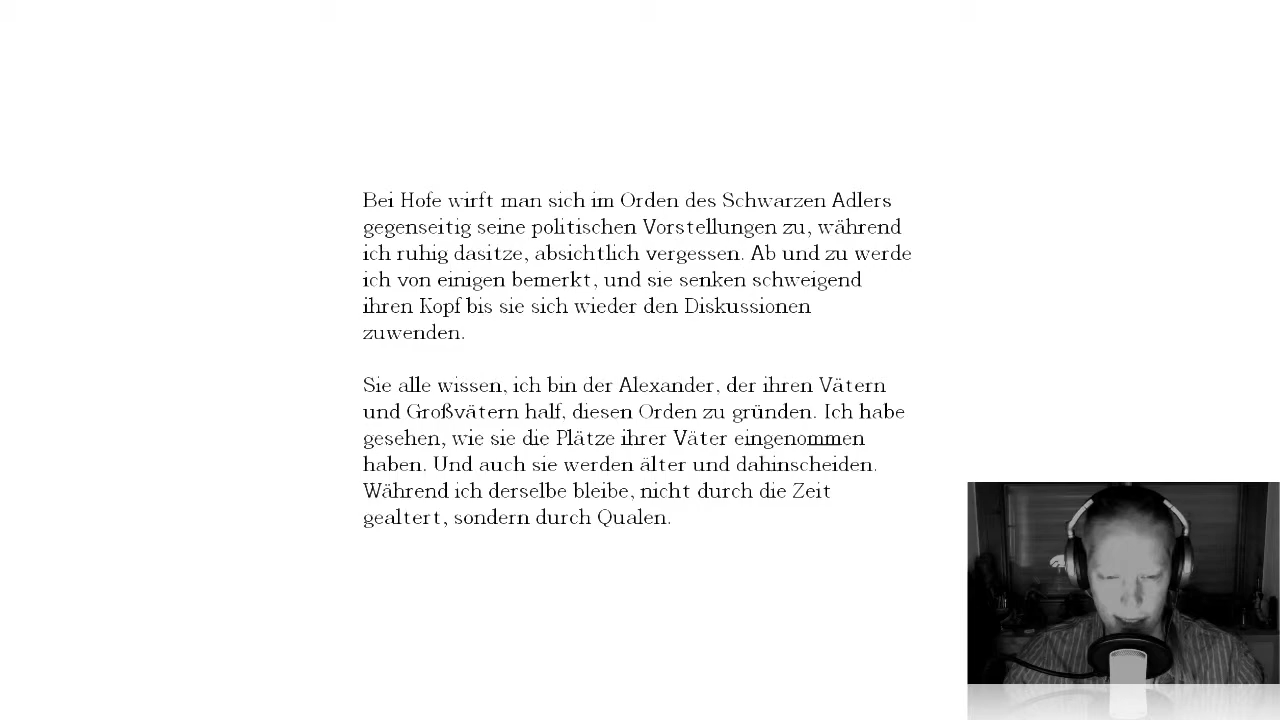 Bei Hofe wirft man sich im Orden des Schwarzen Adlers
gegenseitig seine politischen Vorstellungen zu, während
ich ruhig dasitze, absichtlich vergessen. Ab und zu werde
ich von einigen bemerkt, und sie senken schweigend
ihren Kopf bis sie sich wieder den Diskussionen
zuwenden.
Sie alle wissen, ich bin der Alexander, der ihren Vätern
und Großvätern half, diesen Orden zu gründen. Ich habe
gesehen, wie sie die Plätze ihrer Väter eingenommen
haben. Und auch sie werden älter und dahinscheiden.
Während ich derselbe bleibe, nicht durch die Zeit
gealtert, sondern durch Qualen.